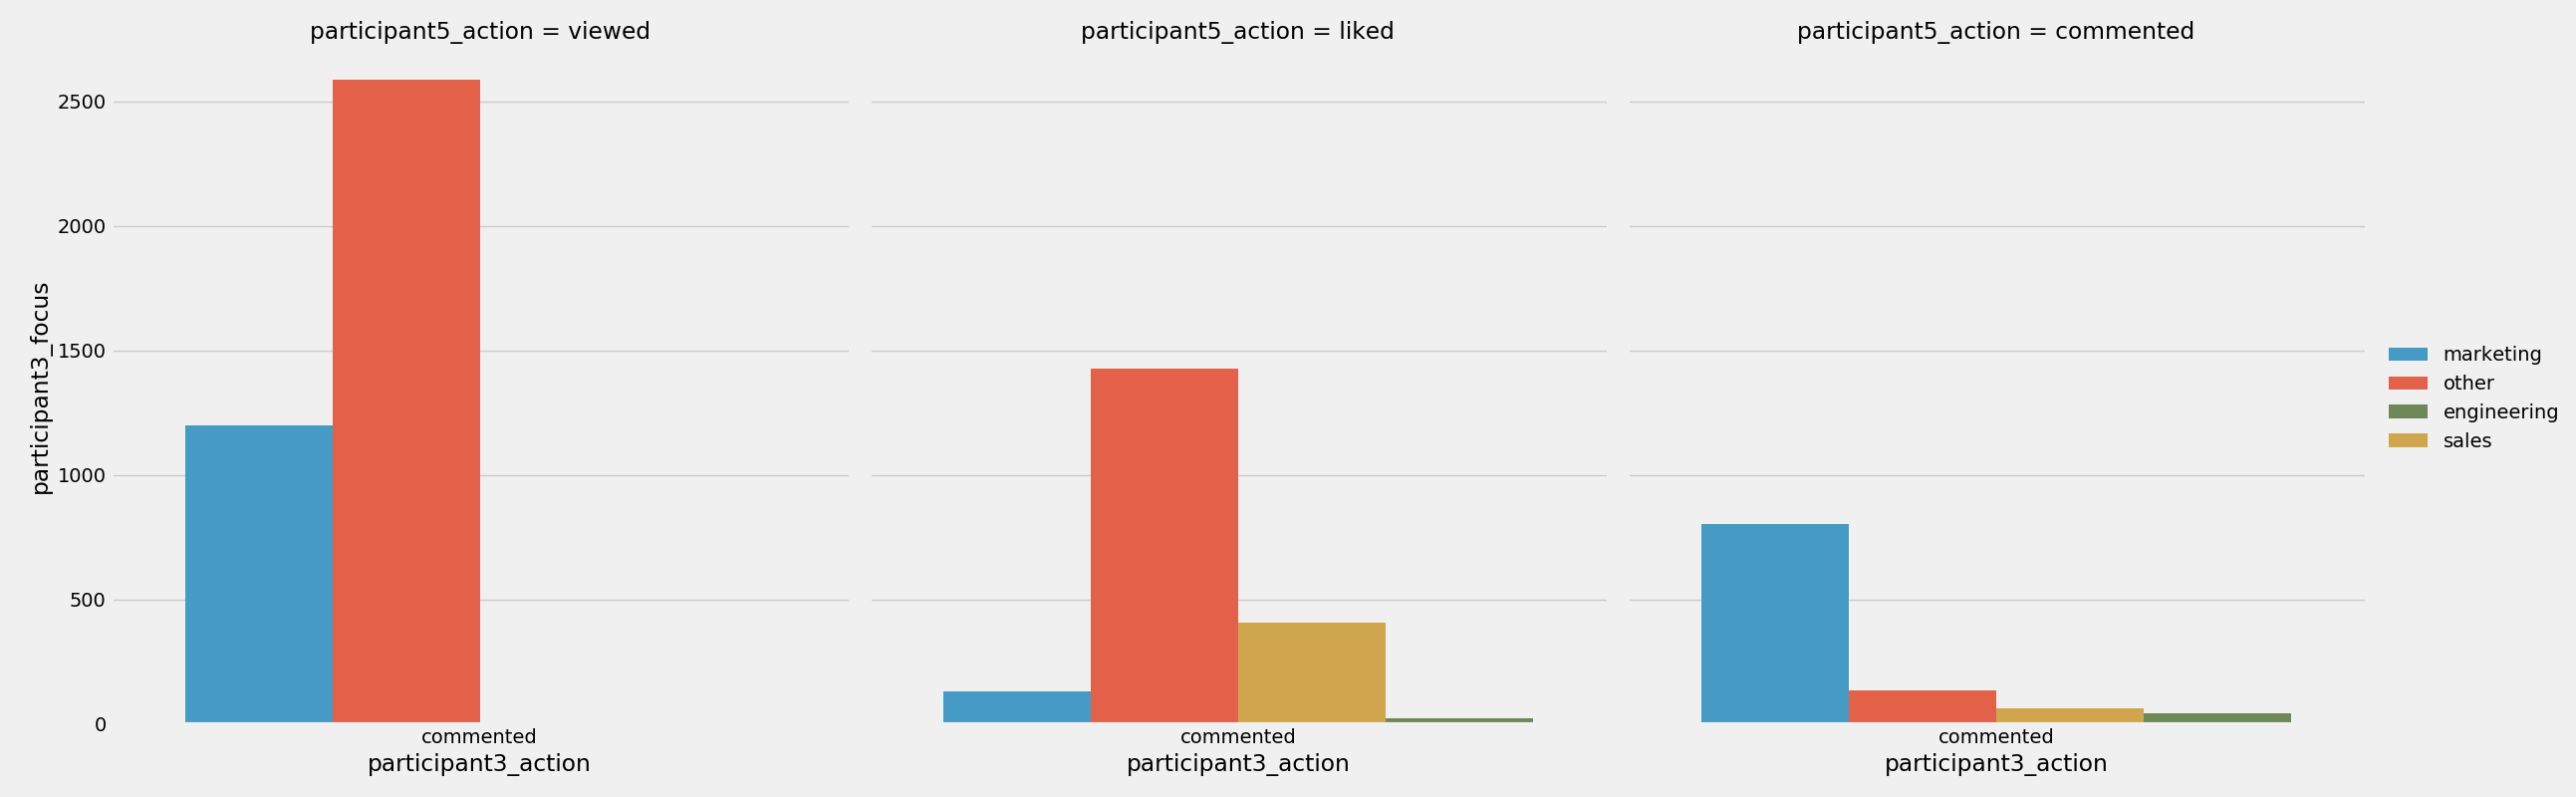 participant5_action = viewed
participant5_action = liked
participant5_action = commented
participant3_focus
2500
2000
1500
1000
500
0
commented
commented
commented
participant3_action
participant3_action
participant3_action
marketing
other
engineering
sales